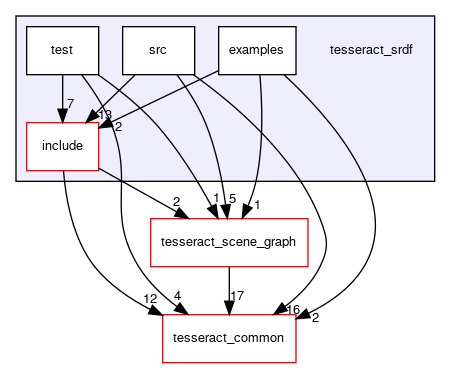 test
src
examples
tesseract_srdf
7
13
2
include
2
1
5
1
tesseract_scene_graph
12
4
17
16
2
tesseract_common